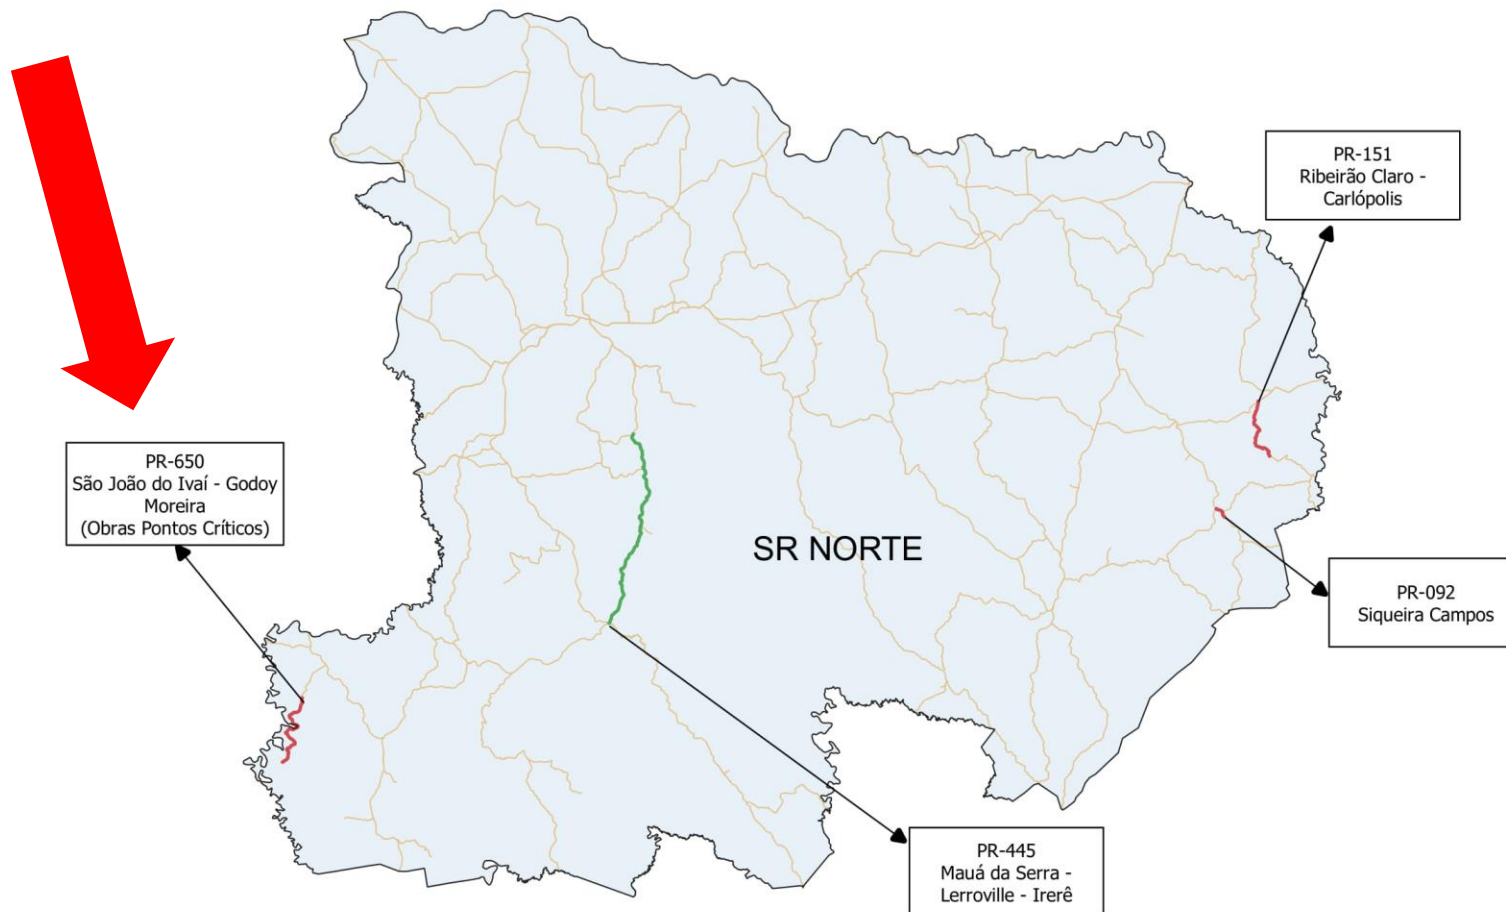 PR-151
Ribeirão Claro -
Carlópolis
PR-650
São João do Ivaí - Godoy
Moreira
(Obras Pontos Críticos)
SR NORTE
PR-092
Siqueira Campos
PR-445
Mauá da Serra -
Lerroville - Irerê